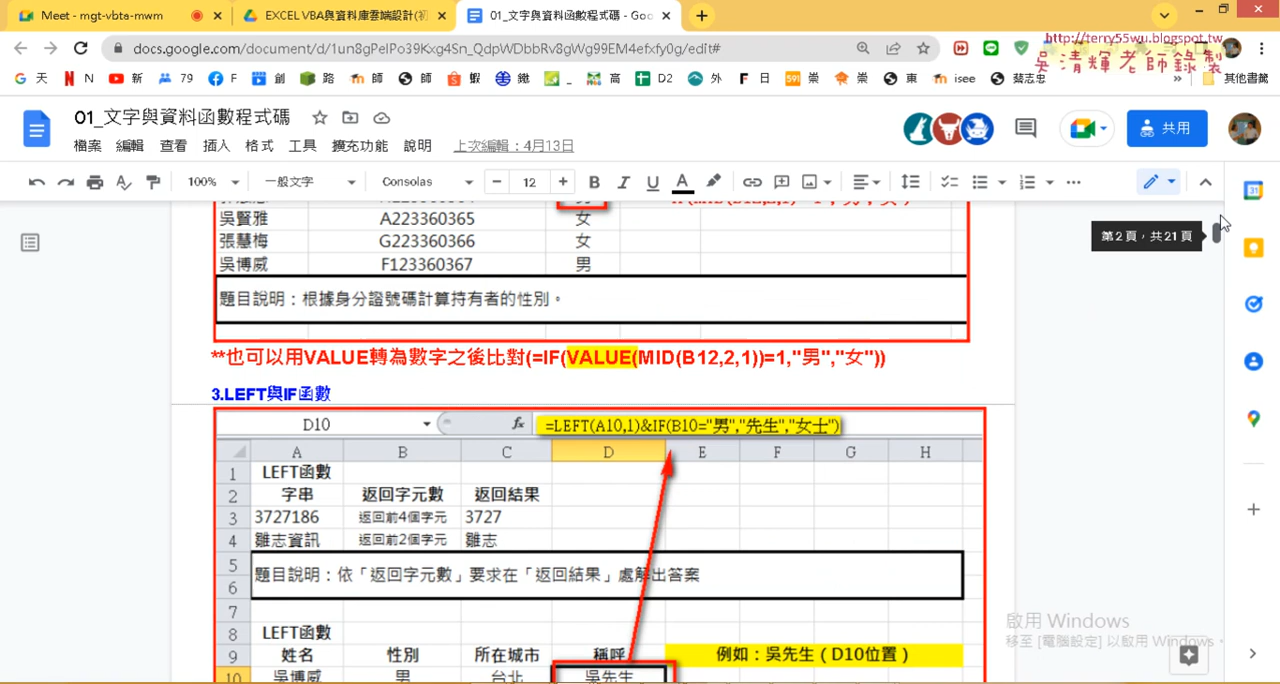 Meet - mgt-vbta-mwm
EXCEL VBA與資料庫雲端設計(初
01_文字與資料函數程式碼 - Goo
docs.google.com/document/d/1un8gPelPo39Kxg4Sn_QdpWDbbRv8gWg99EM4efxfy0g/edit#
http://terry55wu.blogspot.tw
吳清輝老師錄製
天 N 新 79 F 創 路 師 師 蝦 鐵 _ 高 D2 外 日 崇 崇 東 isee 蔡志忠 » 其他書籤
01_文字與資料函數程式碼
共用
檔案 編輯 查看 插入 格式 工具 擴充功能 說明 上次編輯：4月13日
100% 一般文字 Consolas 12 B I U A
第2頁，共21頁
吳賢雅 A223360365 女
張慧梅 G223360366 女
吳博威 F123360367 男
題目說明：根據身分證號碼計算持有者的性別。
**也可以用VALUE轉為數字之後比對(=IF(VALUE(MID(B12,2,1))=1,"男","女"))
3.LEFT與IF函數
D10 fx =LEFT(A10,1)&IF(B10="男","先生","女士")
A B C D E F G H
1 LEFT函數
2 字串 返回字元數 返回結果
3 3727186 返回前4個字元 3727
4 雛志資訊 返回前2個字元 雛志
5
題目說明：依「返回字元數」要求在「返回結果」處解出答案
6
7
8 LEFT函數
9 姓名 性別 所在城市 稱呼 例如：吳先生（D10位置）
10 吳博威 男 台北 吳先生
啟用 Windows
移至 [電腦設定] 以啟用 Windows。